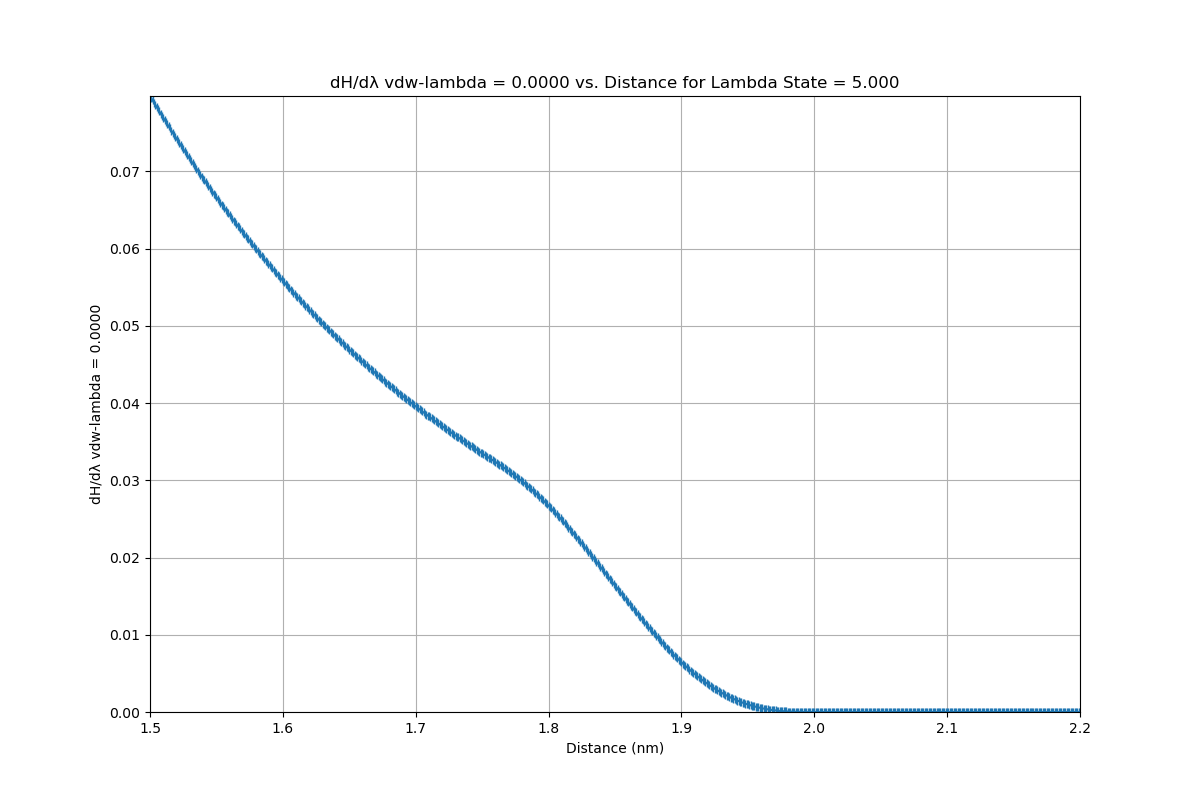 dH/dλ vdw-lambda = 0.0000 vs. Distance for Lambda State = 5.000
dH/dλ vdw-lambda = 0.0000
0.07
0.06
0.05
0.04
0.03
0.02
0.01
0.00
1.5 1.6 1.7 1.8 1.9 2.0 2.1 2.2
Distance (nm)